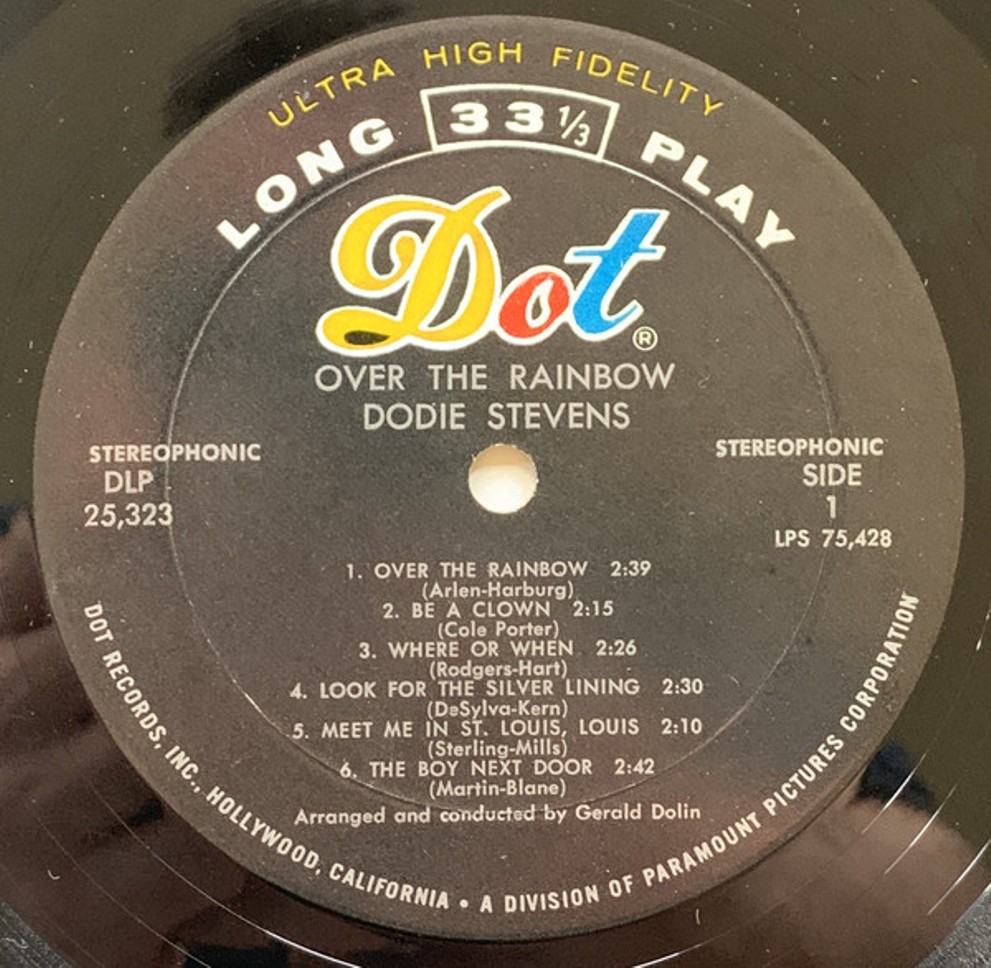 ULTRA HIGH FIDELITY
LONG 33⅓ PLAY
Dot®
OVER THE RAINBOW
DODIE STEVENS
STEREOPHONIC
DLP
25,323
STEREOPHONIC
SIDE
1
LPS 75,428
1. OVER THE RAINBOW 2:39
(Arlen-Harburg)
2. BE A CLOWN 2:15
(Cole Porter)
3. WHERE OR WHEN 2:26
(Rodgers-Hart)
4. LOOK FOR THE SILVER LINING 2:30
(DeSylva-Kern)
5. MEET ME IN ST. LOUIS, LOUIS 2:10
(Sterling-Mills)
6. THE BOY NEXT DOOR 2:42
(Martin-Blane)
Arranged and conducted by Gerald Dolin
DOT RECORDS, INC., HOLLYWOOD, CALIFORNIA • A DIVISION OF PARAMOUNT PICTURES CORPORATION